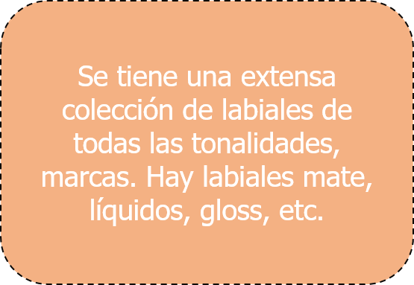 Se tiene una extensa
colección de labiales de
todas las tonalidades,
marcas. Hay labiales mate,
líquidos, gloss, etc.